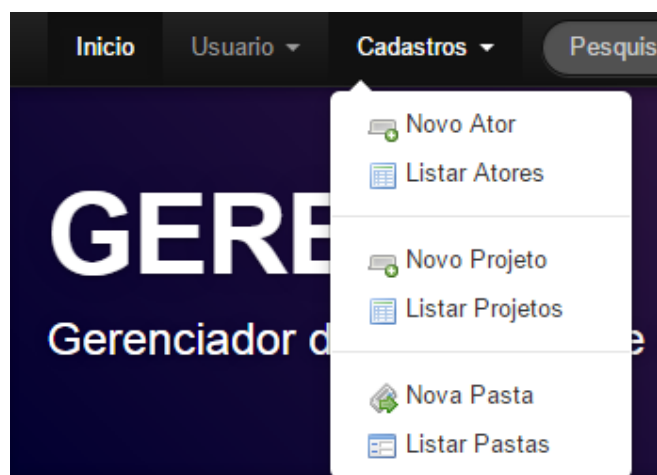 Inicio Usuario Cadastros Pesquis
Novo Ator
Listar Atores
GERE
Novo Projeto
Listar Projetos
Gerenciador d e
Nova Pasta
Listar Pastas